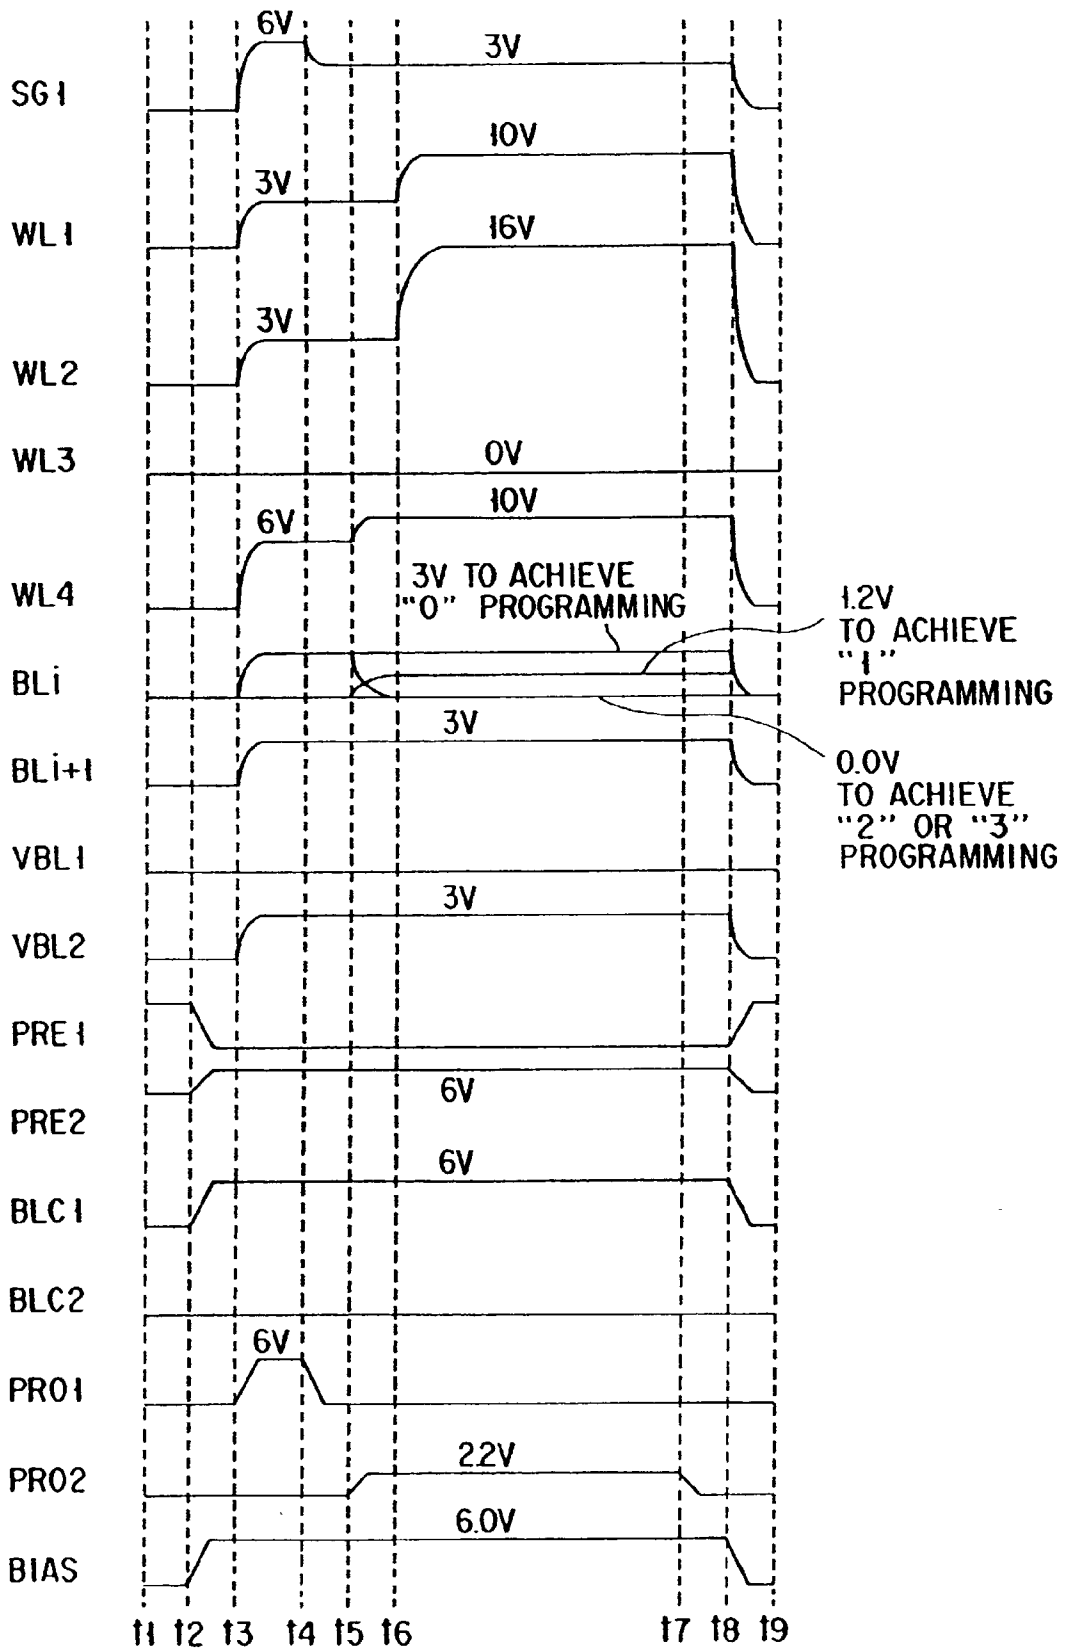 6V
3V
SG1
10V
3V
WL1
16V
3V
WL2
WL3
0V
6V
10V
WL4
3V TO ACHIEVE
"0" PROGRAMMING
1.2V
TO ACHIEVE
"1"
PROGRAMMING
BLi
3V
BLi+1
0.0V
TO ACHIEVE
"2" OR "3"
PROGRAMMING
VBL1
3V
VBL2
PRE1
6V
PRE2
6V
BLC1
BLC2
6V
PRO1
2.2V
PRO2
6.0V
BIAS
t1 t2 t3 t4 t5 t6 t7 t8 t9